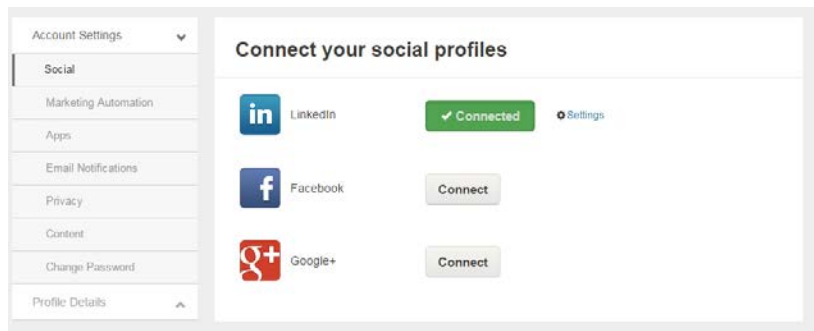 Account Settings
Social
Marketing Automation
Apps
Email Notifications
Privacy
Content
Change Password
Profile Details
Connect your social profiles
in LinkedIn Connected Settings
f Facebook Connect
g+ Google+ Connect